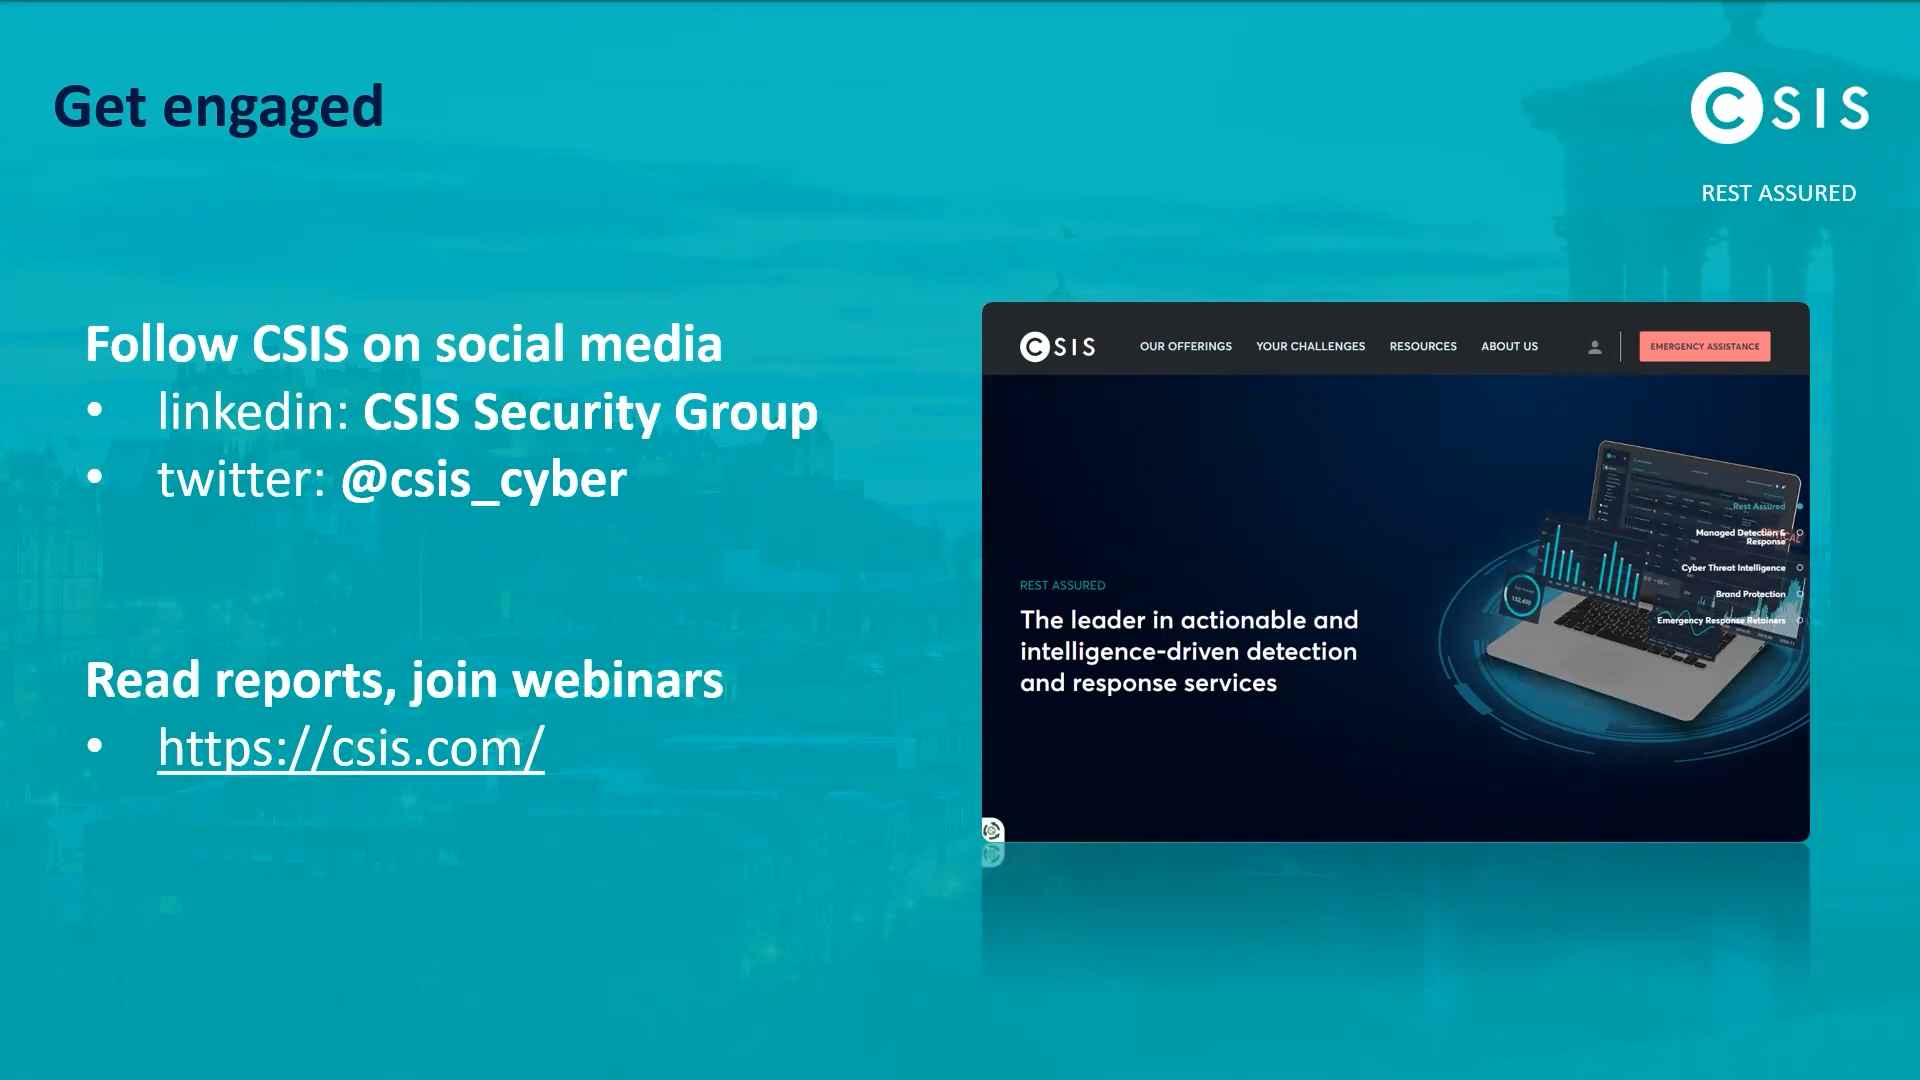 Get engaged
CSIS
REST ASSURED
Follow CSIS on social media
• linkedin: CSIS Security Group
• twitter: @csis_cyber
Read reports, join webinars
• https://csis.com/
CSIS
OUR OFFERINGS
YOUR CHALLENGES
RESOURCES
ABOUT US
EMERGENCY ASSISTANCE
REST ASSURED
The leader in actionable and
intelligence-driven detection
and response services
Rest Assured
Managed Detection &
Response
Cyber Threat Intelligence
Brand Protection
Emergency Response Retainers
152,400